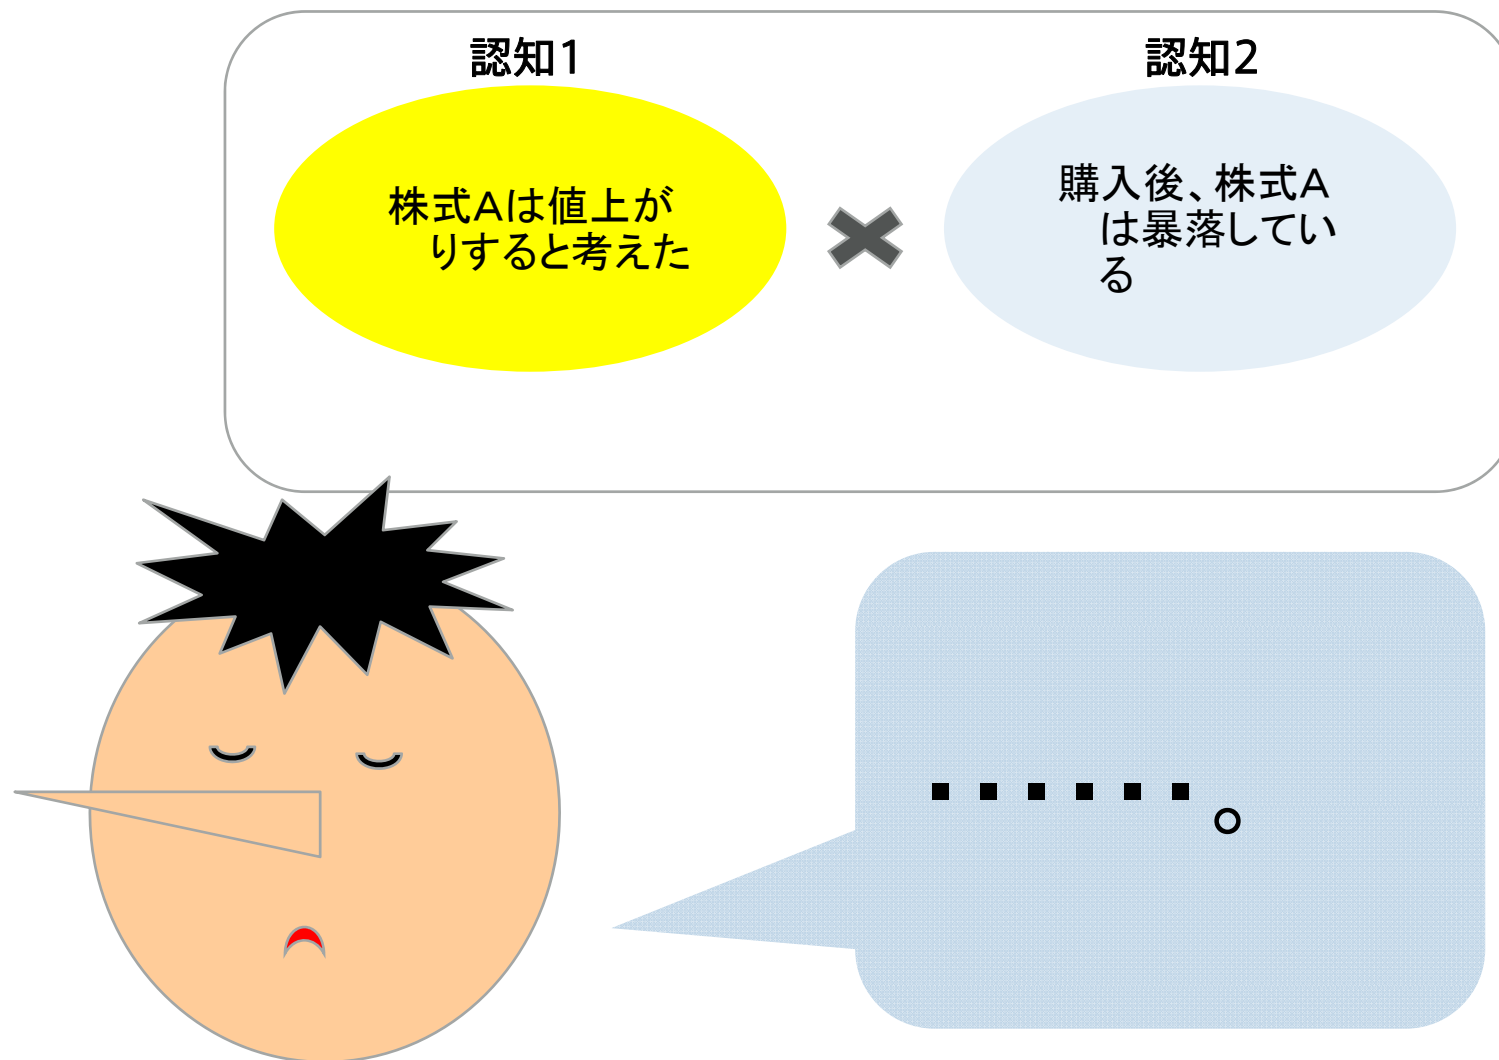 認知1
認知2
株式Aは値上が
りすると考えた
購入後、株式A
は暴落してい
る
・・・・・・。